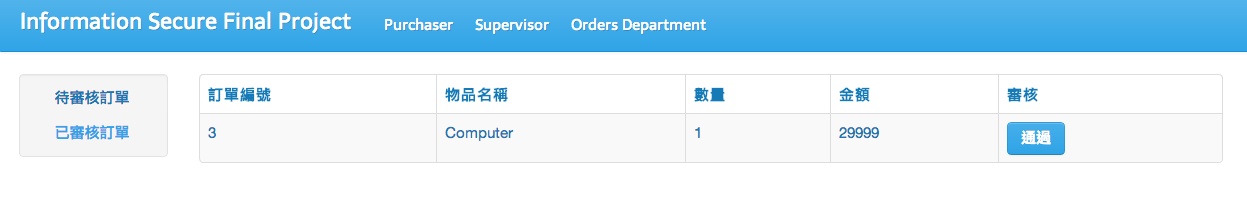 Information Secure Final Project Purchaser Supervisor Orders Department
待審核訂單
已審核訂單
訂單編號 物品名稱 數量 金額 審核
3 Computer 1 29999 通過